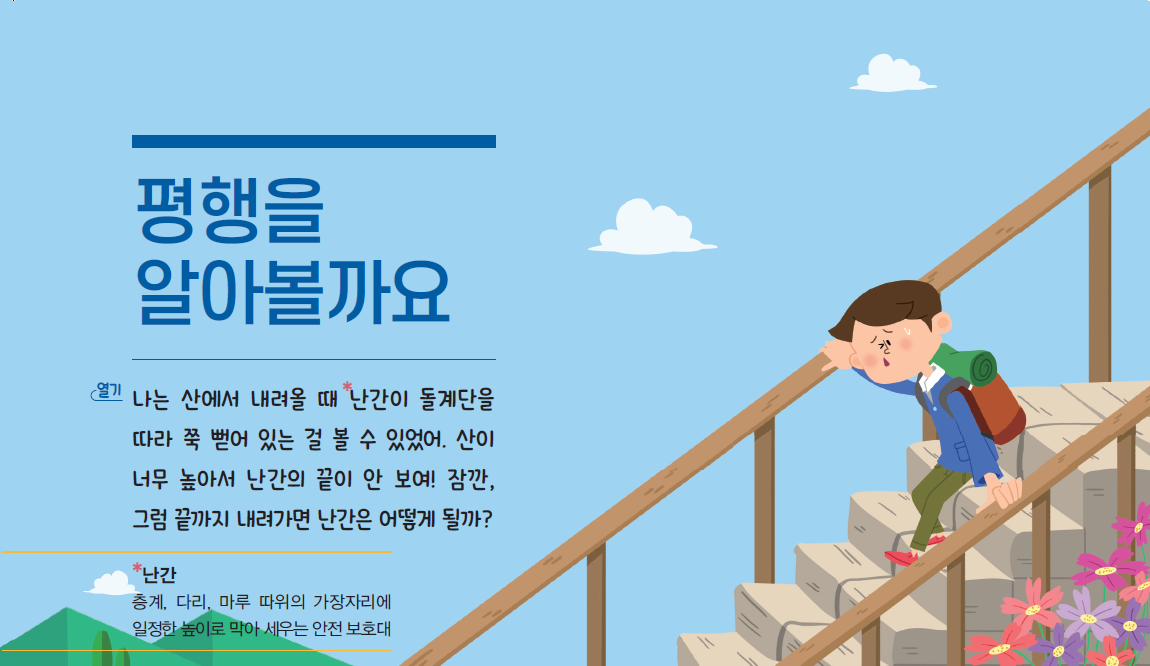 평행을
알아볼까요
열기
나는 산에서 내려올 때 *난간이 돌계단을
따라 쭉 뻗어 있는 걸 볼 수 있었어. 산이
너무 높아서 난간의 끝이 안 보여! 잠깐,
그럼 끝까지 내려가면 난간은 어떻게 될까?
*난간
층계, 다리, 마루 따위의 가장자리에
일정한 높이로 막아 세우는 안전 보호대